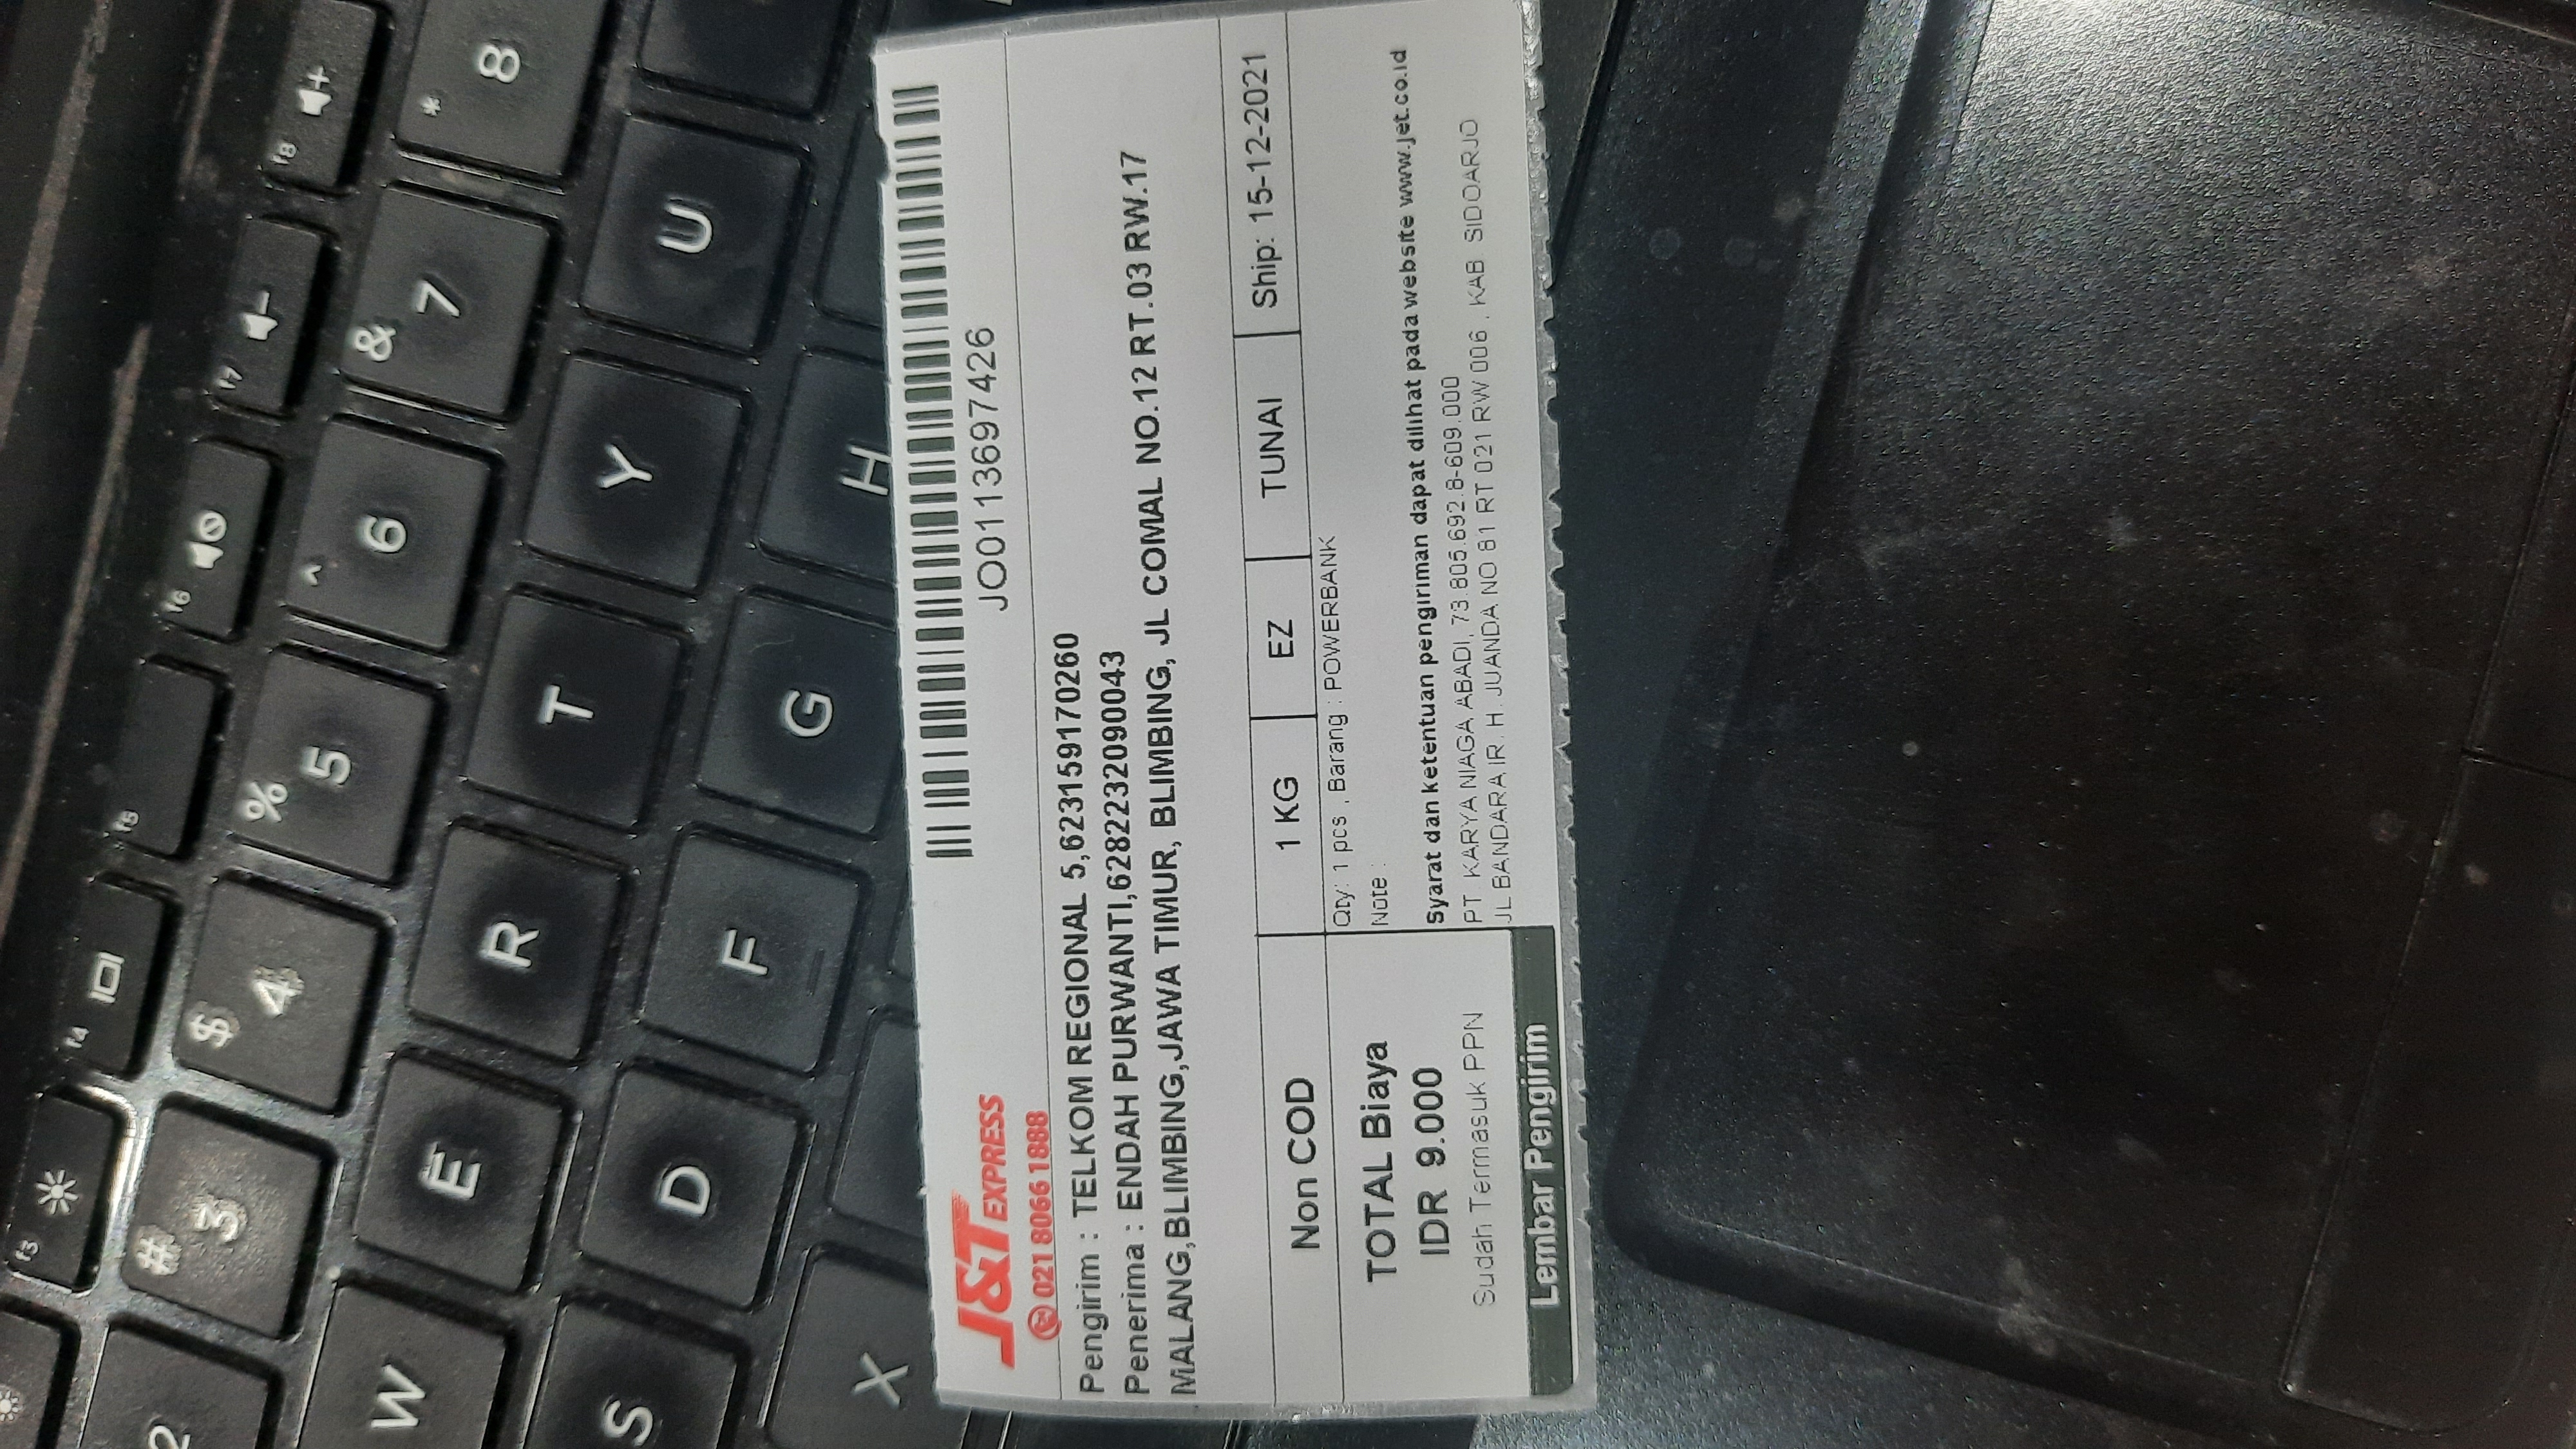 f3
f4
f5
f6
f7
f8
2
# 3
$ 4
% 5
^ 6
& 7
* 8
W E R T Y U
S D F G H
X
J&T EXPRESS
021 8066 1888
JO0113697426
Pengirim : TELKOM REGIONAL 5,623159170260
Penerima : ENDAH PURWANTI,6282232090043
MALANG,BLIMBING,JAWA TIMUR, BLIMBING, JL COMAL NO.12 RT.03 RW.17
Non COD
1 KG
EZ
TUNAI
Ship: 15-12-2021
TOTAL Biaya
IDR 9.000
Sudah Termasuk PPN
Lembar Pengirim
Qty: 1 pcs , Barang : POWERBANK
Note :
Syarat dan ketentuan pengiriman dapat dilihat pada website www.jet.co.id
PT. KARYA NIAGA ABADI, 73.805.692.8-609.000
JL BANDARA IR. H. JUANDA NO 81 RT 021 RW 006 , KAB. SIDOARJO